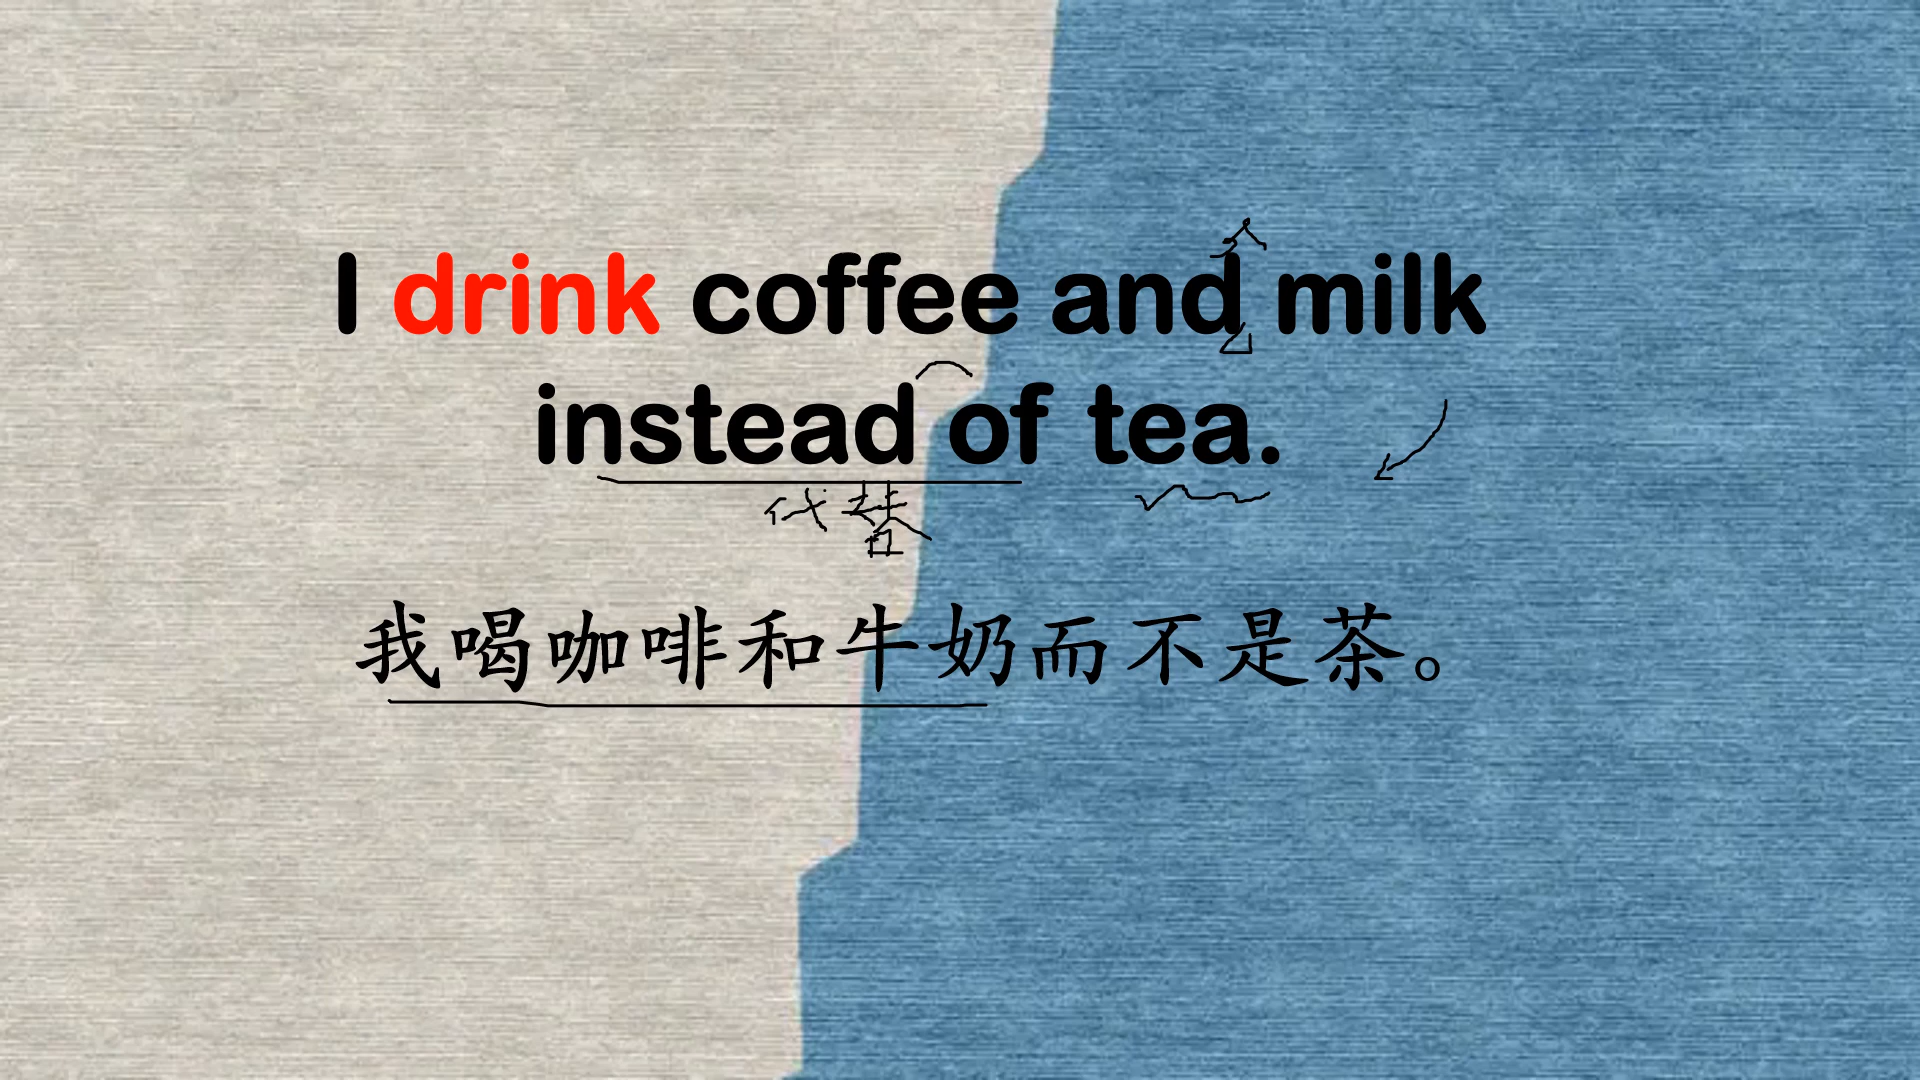 I drink coffee and milk
instead of tea.
代替
我喝咖啡和牛奶而不是茶。